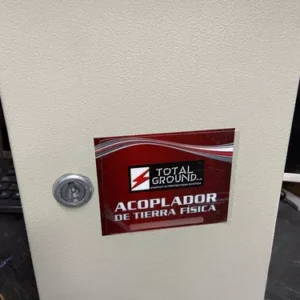 TOTAL
GROUND
ACOPLADOR
DE TIERRA FÍSICA